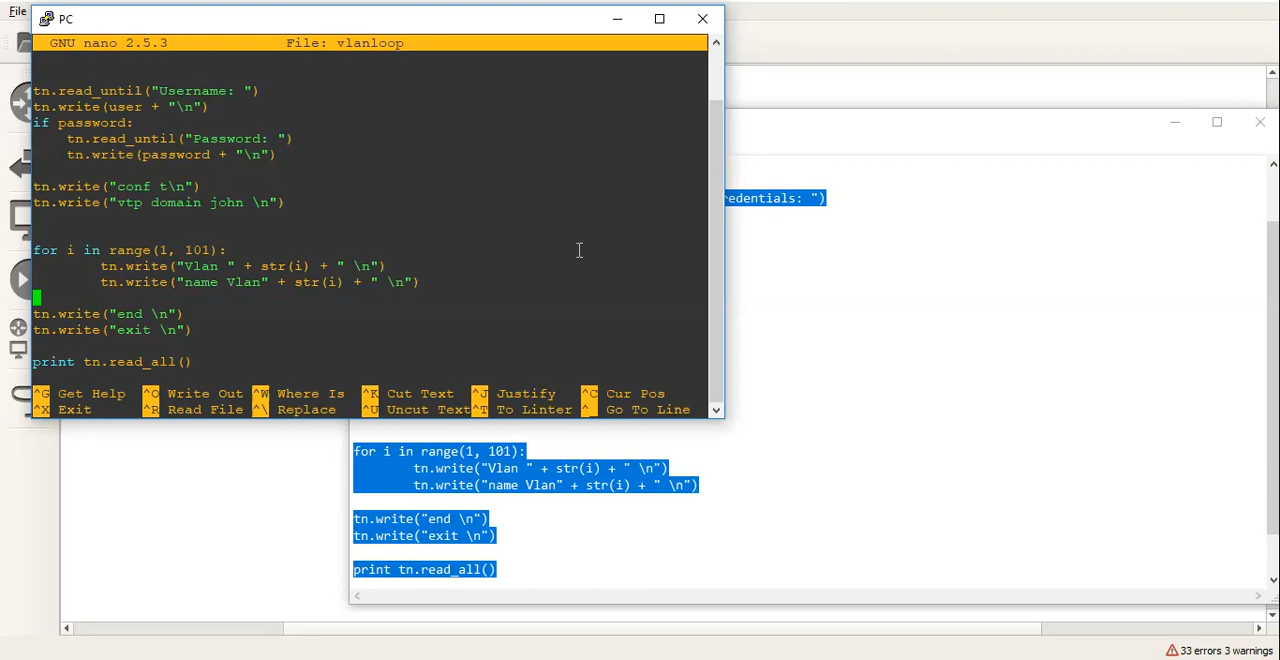 File
PC
GNU nano 2.5.3 File: vlanloop
tn.read_until("Username: ")
tn.write(user + "\n")
if password:
tn.read_until("Password: ")
tn.write(password + "\n")
tn.write("conf t\n")
tn.write("vtp domain john \n")
for i in range(1, 101):
tn.write("Vlan " + str(i) + " \n")
tn.write("name Vlan" + str(i) + " \n")
tn.write("end \n")
tn.write("exit \n")
print tn.read_all()
^G Get Help ^O Write Out ^W Where Is ^K Cut Text ^J Justify ^C Cur Pos
^X Exit ^R Read File ^\ Replace ^U Uncut Text ^T To Linter ^_ Go To Line
redentials: ")
for i in range(1, 101):
tn.write("Vlan " + str(i) + " \n")
tn.write("name Vlan" + str(i) + " \n")
tn.write("end \n")
tn.write("exit \n")
print tn.read_all()
33 errors 3 warnings